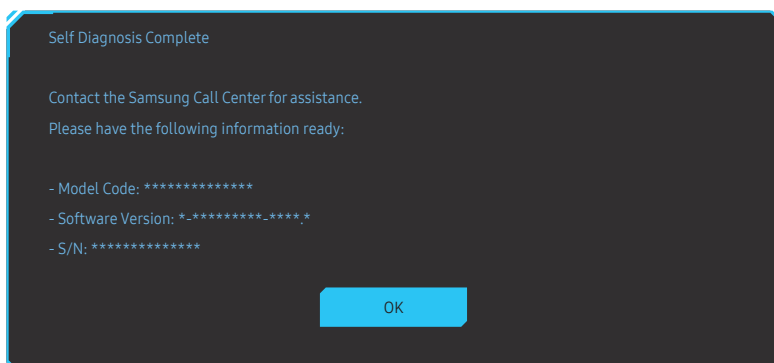 Self Diagnosis Complete
Contact the Samsung Call Center for assistance.
Please have the following information ready:
- Model Code: **************
- Software Version: *-*********-****.*
- S/N: **************
OK